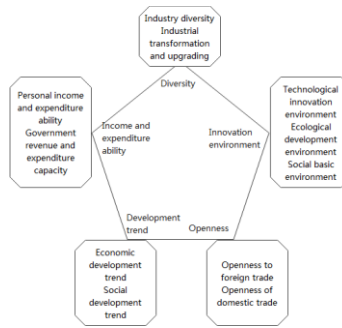 Industry diversity
Industrial
transformation
and upgrading
Diversity
Personal income
and expenditure
ability
Government
revenue and
expenditure
capacity
Income and
expenditure
ability
Innovation
environment
Technological
innovation
environment
Ecological
development
environment
Social basic
environment
Development
trend
Openness
Economic
development
trend
Social
development
trend
Openness to
foreign trade
Openness of
domestic trade